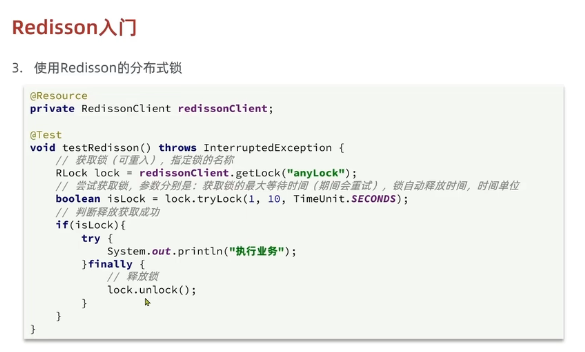 Redisson入门
3. 使用Redisson的分布式锁
@Resource
private RedissonClient redissonClient;
@Test
void testRedisson() throws InterruptedException {
// 获取锁（可重入），指定锁的名称
RLock lock = redissonClient.getLock("anyLock");
// 尝试获取锁，参数分别是：获取锁的最大等待时间（期间会重试），锁自动释放时间，时间单位
boolean isLock = lock.tryLock(1, 10, TimeUnit.SECONDS);
// 判断释放获取成功
if(isLock){
try {
System.out.println("执行业务");
}finally {
// 释放锁
lock.unlock();
}
}
}